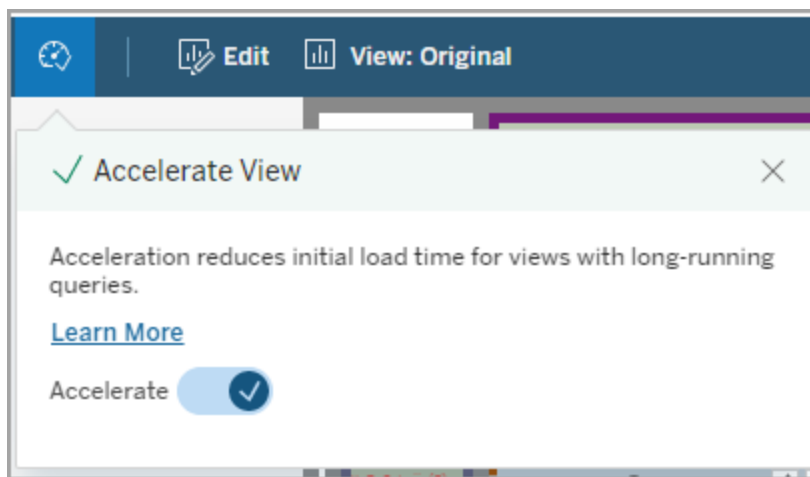 Edit View: Original
Accelerate View
Acceleration reduces initial load time for views with long-running
queries.
Learn More
Accelerate